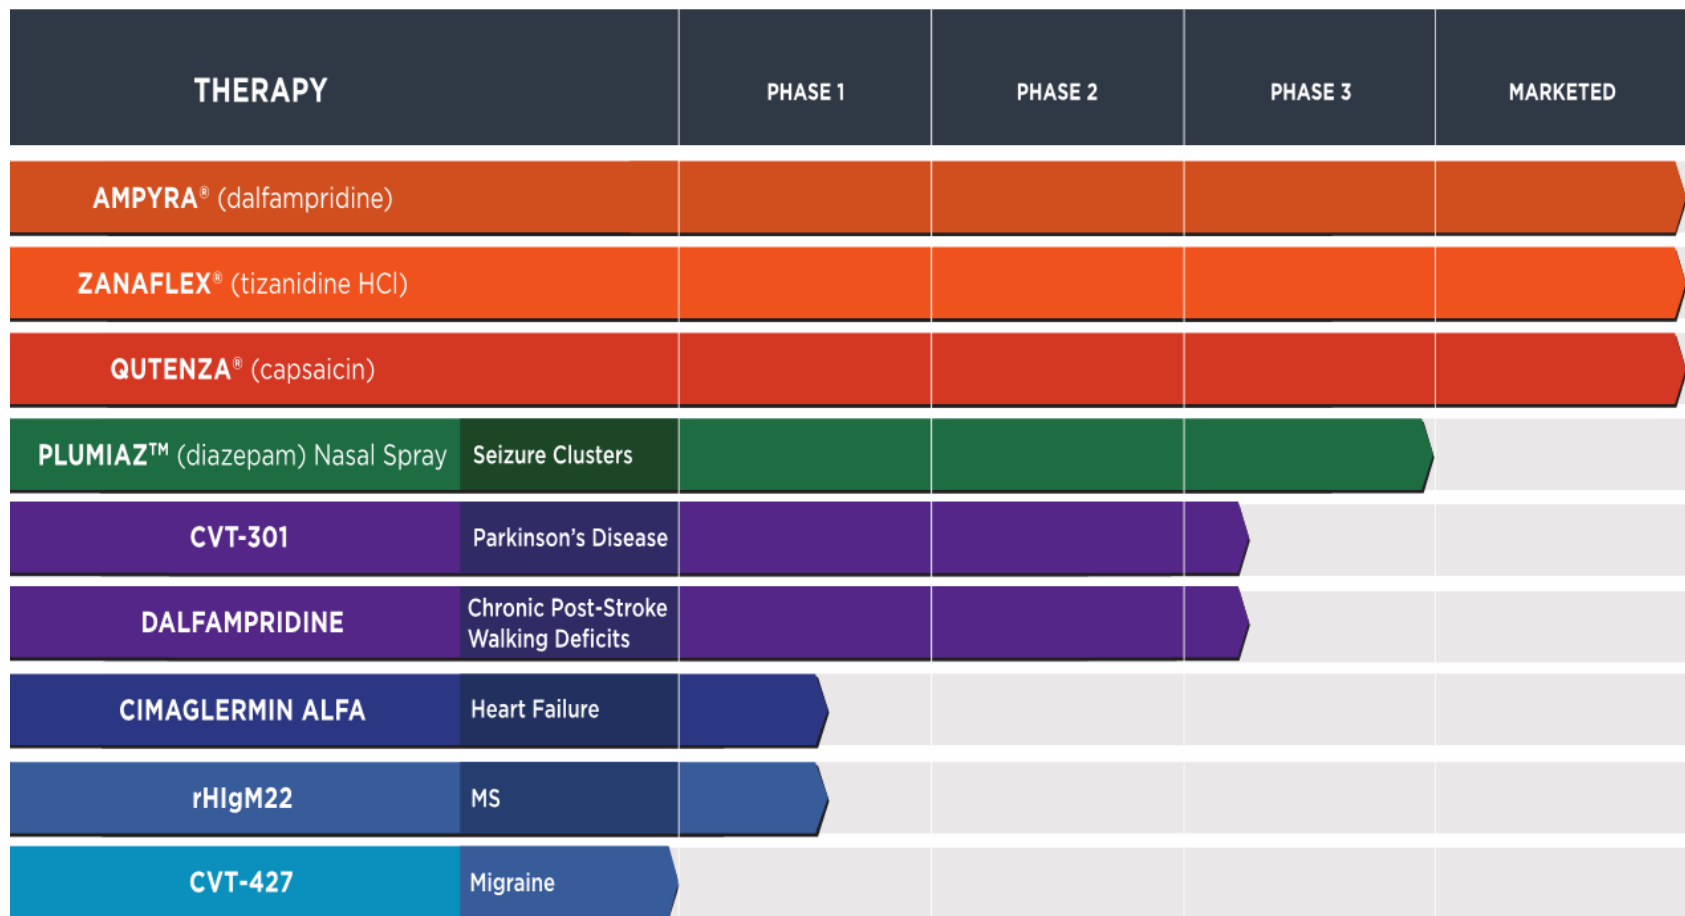 THERAPY PHASE 1 PHASE 2 PHASE 3 MARKETED
AMPYRA® (dalfampridine)
ZANAFLEX® (tizanidine HCl)
QUTENZA® (capsaicin)
PLUMIAZ™ (diazepam) Nasal Spray Seizure Clusters
CVT-301 Parkinson's Disease
DALFAMPRIDINE Chronic Post-Stroke
Walking Deficits
CIMAGLERMIN ALFA Heart Failure
rHIgM22 MS
CVT-427 Migraine